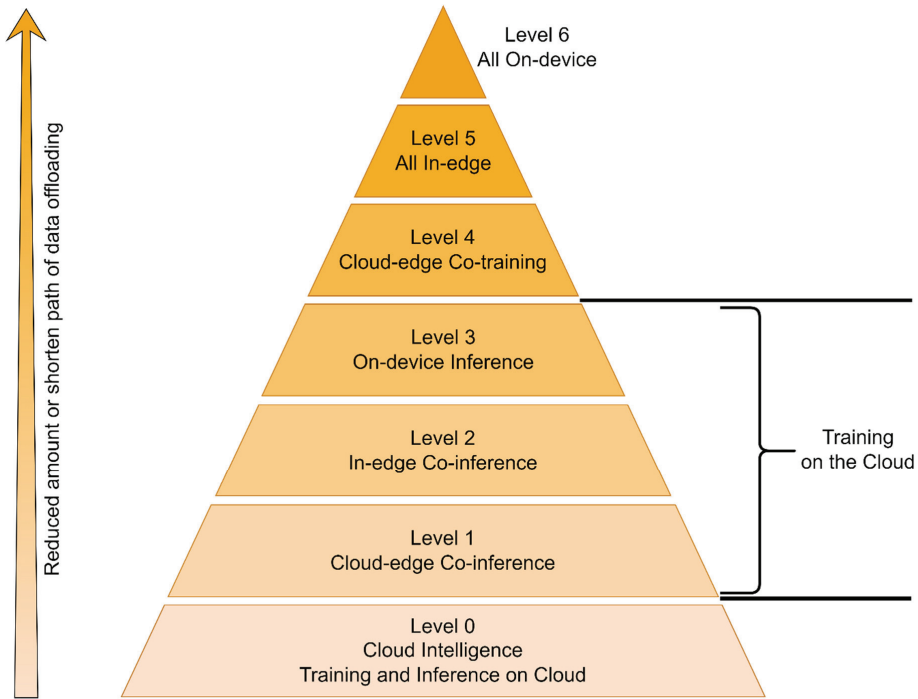 Level 6
All On-device
Level 5
All In-edge
Level 4
Cloud-edge Co-training
Level 3
On-device Inference
Level 2
In-edge Co-inference
Level 1
Cloud-edge Co-inference
Level 0
Cloud Intelligence
Training and Inference on Cloud
Training
on the Cloud
Reduced amount or shorten path of data offloading